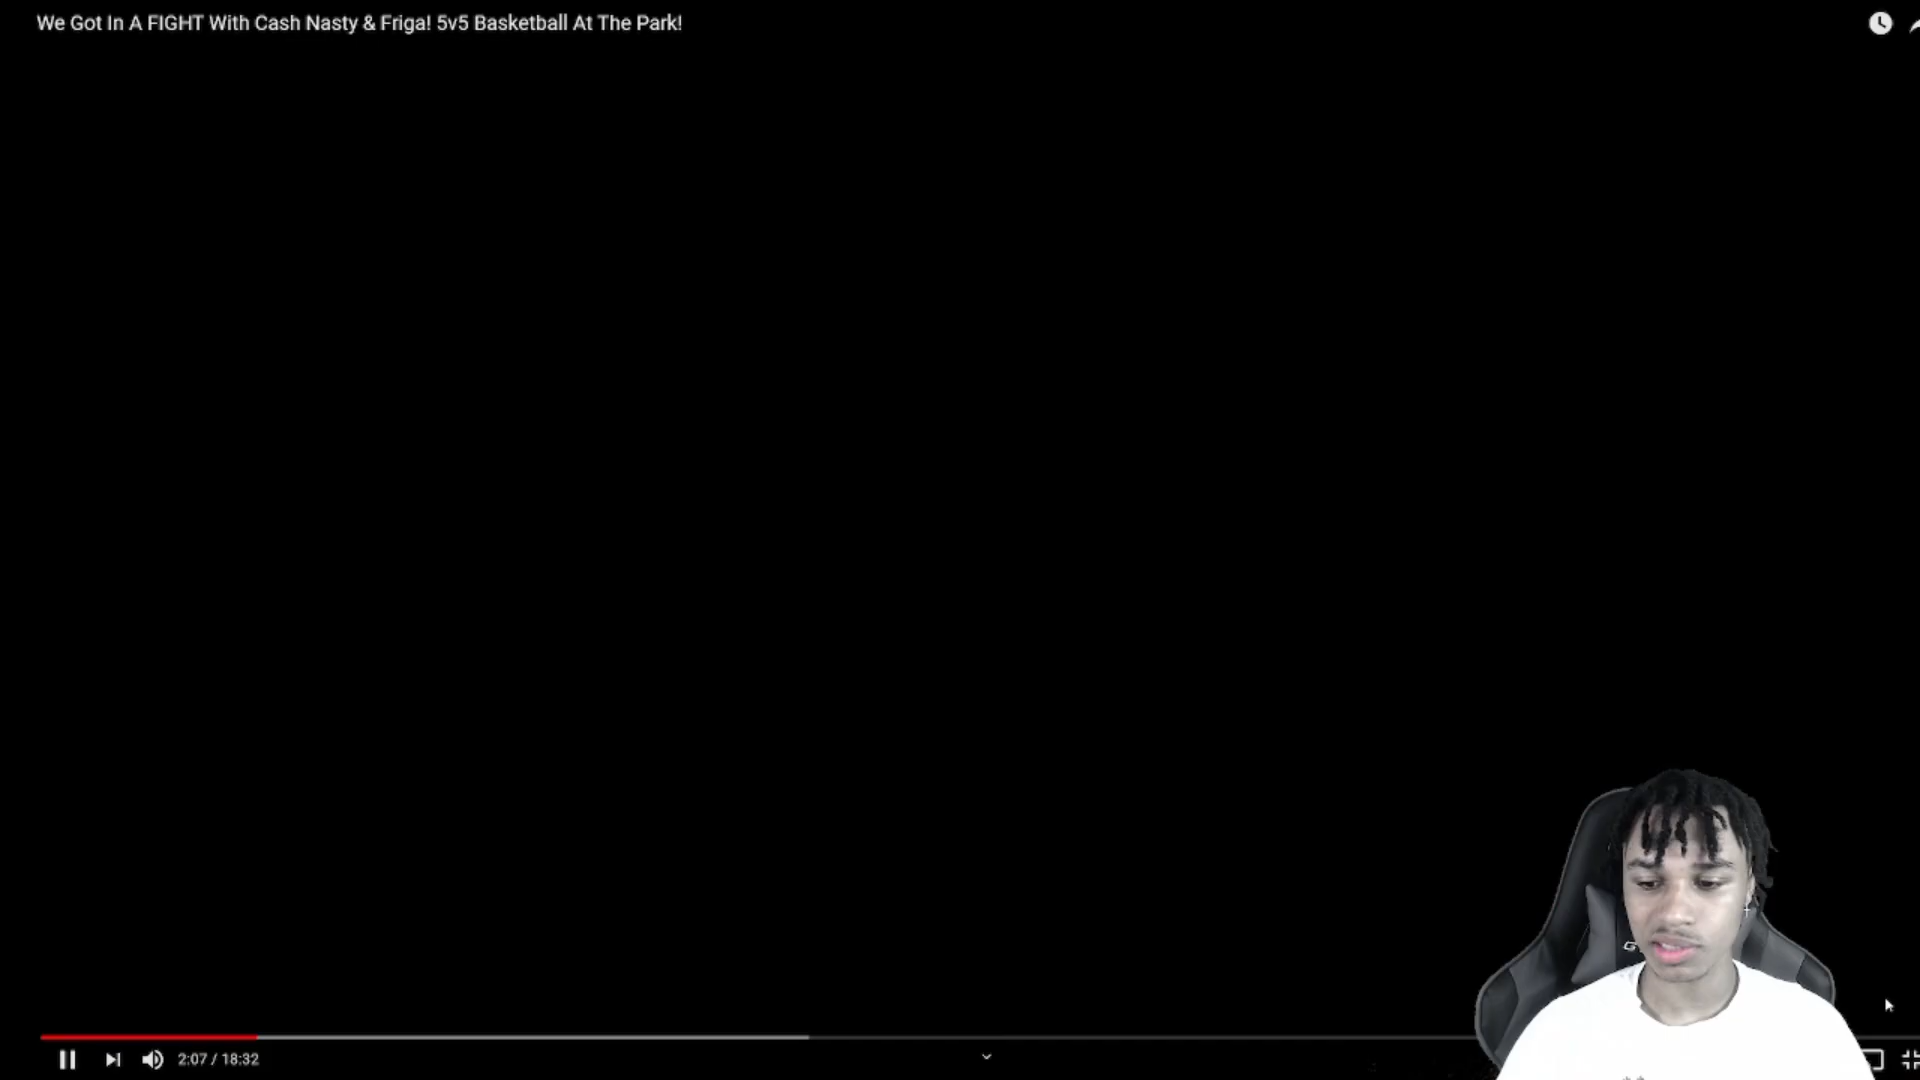 We Got In A FIGHT With Cash Nasty & Friga! 5v5 Basketball At The Park!
2:07 / 18:32